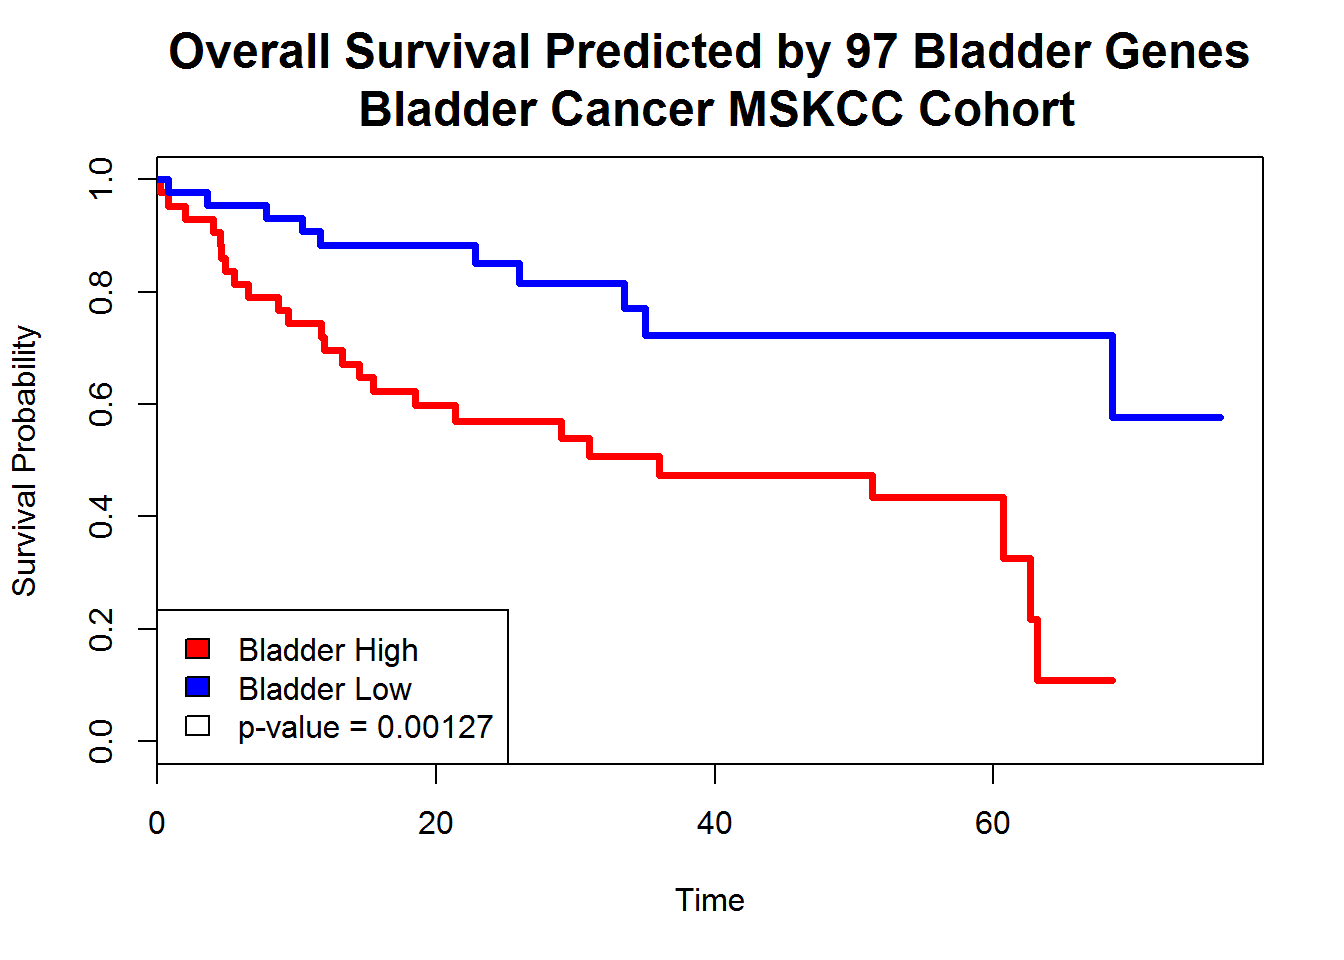 Overall Survival Predicted by 97 Bladder Genes
Bladder Cancer MSKCC Cohort
Survival Probability
1.0
0.8
0.6
0.4
0.2
0.0
Bladder High
Bladder Low
p-value = 0.00127
0 20 40 60
Time